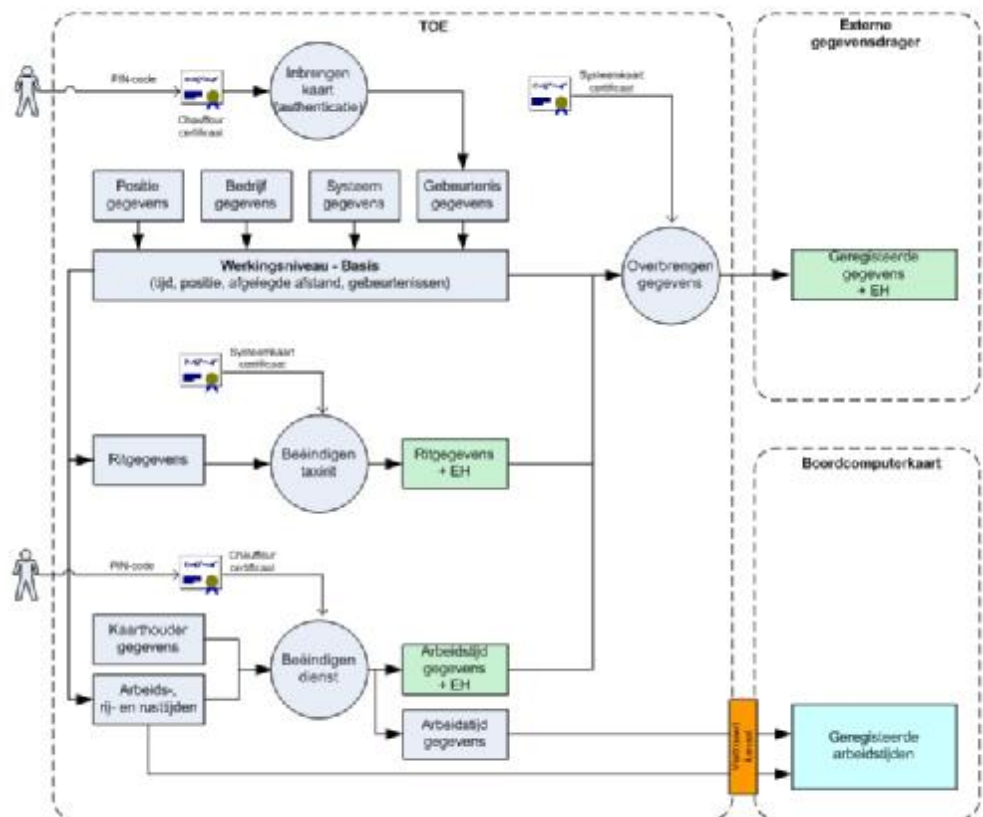 TOE
Externe
gegevensdrager
PIN-code
Chauffeur
certificaat
Inbrengen
kaart
(authenticatie)
Systeemkaart
certificaat
Positie
gegevens
Bedrijf
gegevens
Systeem
gegevens
Gebeurtenis
gegevens
Werkingsniveau - Basis
(tijd, positie, afgelegde afstand, gebeurtenissen)
Overbrengen
gegevens
Geregisteerde
gegevens
+ EH
Systeemkaart
certificaat
Ritgegevens
Beëindigen
taxirit
Ritgegevens
+ EH
Boordcomputerkaart
PIN-code
Chauffeur
certificaat
Kaarthouder
gegevens
Beëindigen
dienst
Arbeidstijd
gegevens
+ EH
Arbeids-,
rij- en rusttijden
Arbeidstijd
gegevens
Geregisteerde
arbeidstijden